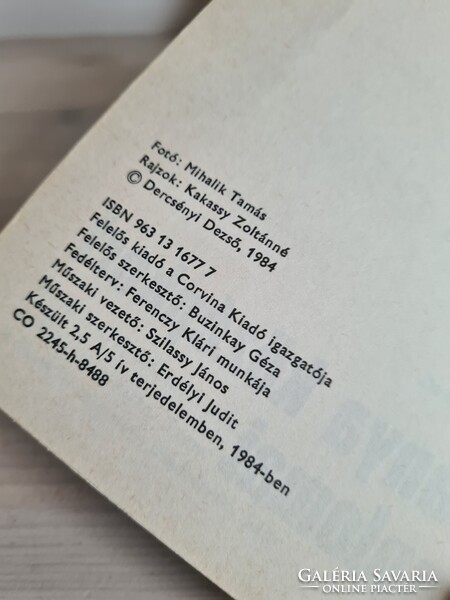 Fotó: Mihalik Tamás
Rajzok: Kakassy Zoltánné
© Dercsényi Dezső, 1984
ISBN 963 13 1677 7
Felelős kiadó a Corvina Kiadó igazgatója
Felelős szerkesztő: Buzinkay Géza
Fedélterv: Ferenczy Klári munkája
Műszaki vezető: Szilassy János
Műszaki szerkesztő: Erdélyi Judit
Készült 2,5 A/5 ív terjedelemben, 1984-ben
CO 2245-h-8488
GALÉRIA SAVARIA
ONLINE PIACTÉR